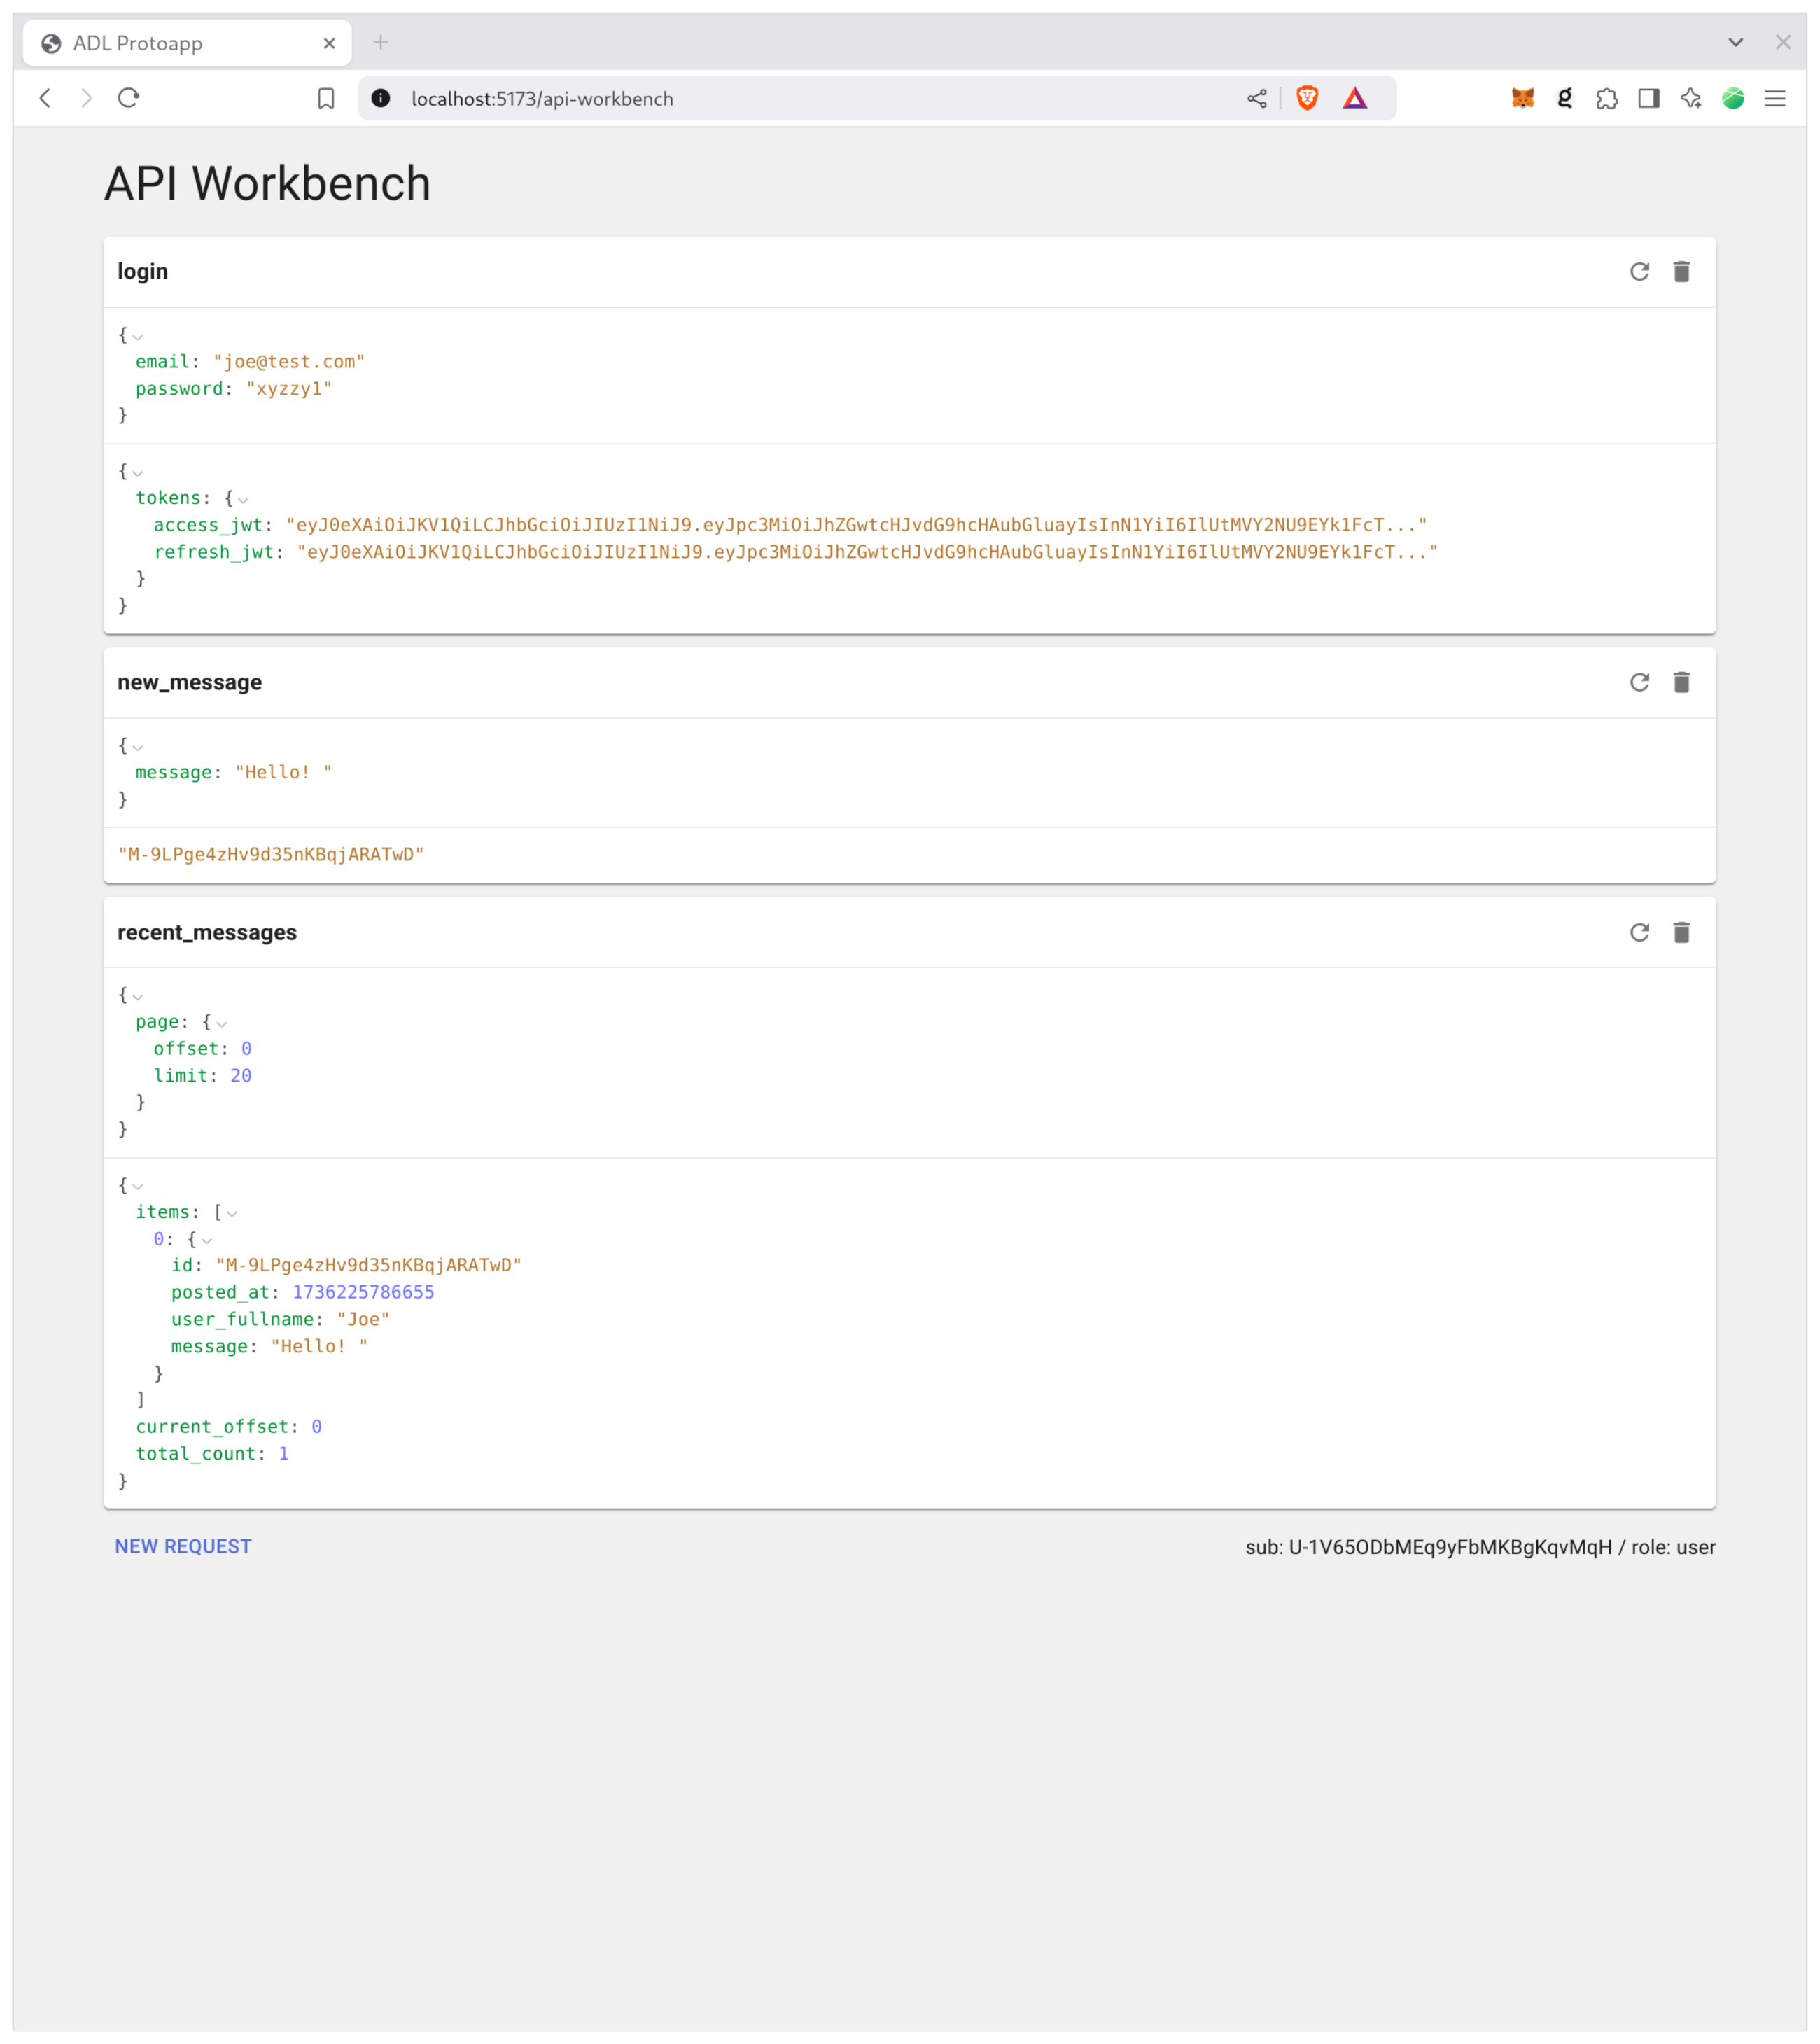 ADL Protoapp
localhost:5173/api-workbench
API Workbench
login
{
email: "joe@test.com"
password: "xyzzy1"
}
{
tokens: {
access_jwt: "eyJ0eXAiOiJKV1QiLCJhbGciOiJIUzI1NiJ9.eyJpc3MiOiJhZGwtcHJvdG9hcHAubGluayIsInN1YiI6IlUtMVY2NU9EYk1FcT..."
refresh_jwt: "eyJ0eXAiOiJKV1QiLCJhbGciOiJIUzI1NiJ9.eyJpc3MiOiJhZGwtcHJvdG9hcHAubGluayIsInN1YiI6IlUtMVY2NU9EYk1FcT..."
}
}
new_message
{
message: "Hello! "
}
"M-9LPge4zHv9d35nKBqjARATwD"
recent_messages
{
page: {
offset: 0
limit: 20
}
}
{
items: [
0: {
id: "M-9LPge4zHv9d35nKBqjARATwD"
posted_at: 1736225786655
user_fullname: "Joe"
message: "Hello! "
}
]
current_offset: 0
total_count: 1
}
NEW REQUEST
sub: U-1V65ODbMEq9yFbMKBgKqvMqH / role: user